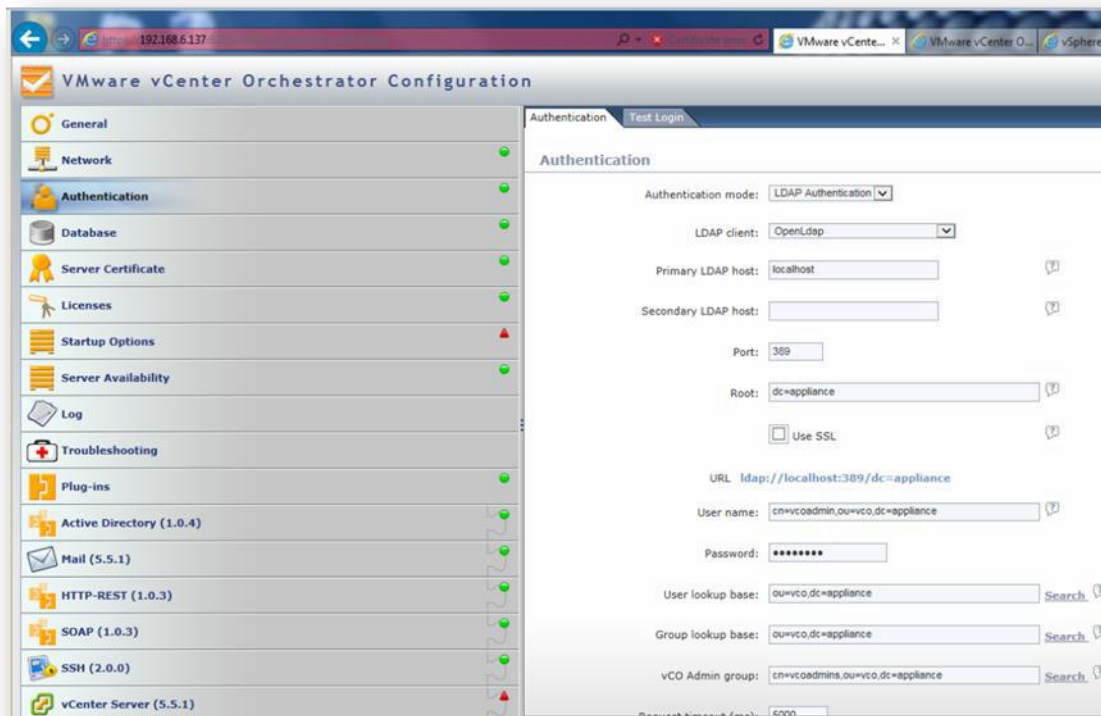 192.168.6.137
Certificate error
VMware vCente...
VMware vCenter O...
vSphere
VMware vCenter Orchestrator Configuration
General
Network
Authentication
Database
Server Certificate
Licenses
Startup Options
Server Availability
Log
Troubleshooting
Plug-ins
Active Directory (1.0.4)
Mail (5.5.1)
HTTP-REST (1.0.3)
SOAP (1.0.3)
SSH (2.0.0)
vCenter Server (5.5.1)
Authentication
Test Login
Authentication
Authentication mode: LDAP Authentication
LDAP client: OpenLdap
Primary LDAP host: localhost
Secondary LDAP host:
Port: 389
Root: dc=appliance
Use SSL
URL ldap://localhost:389/dc=appliance
User name: cn=vcoadmin,ou=vco,dc=appliance
Password: ••••••••
User lookup base: ou=vco,dc=appliance Search
Group lookup base: ou=vco,dc=appliance Search
vCO Admin group: cn=vcoadmins,ou=vco,dc=appliance Search
Request timeout (ms): 5000